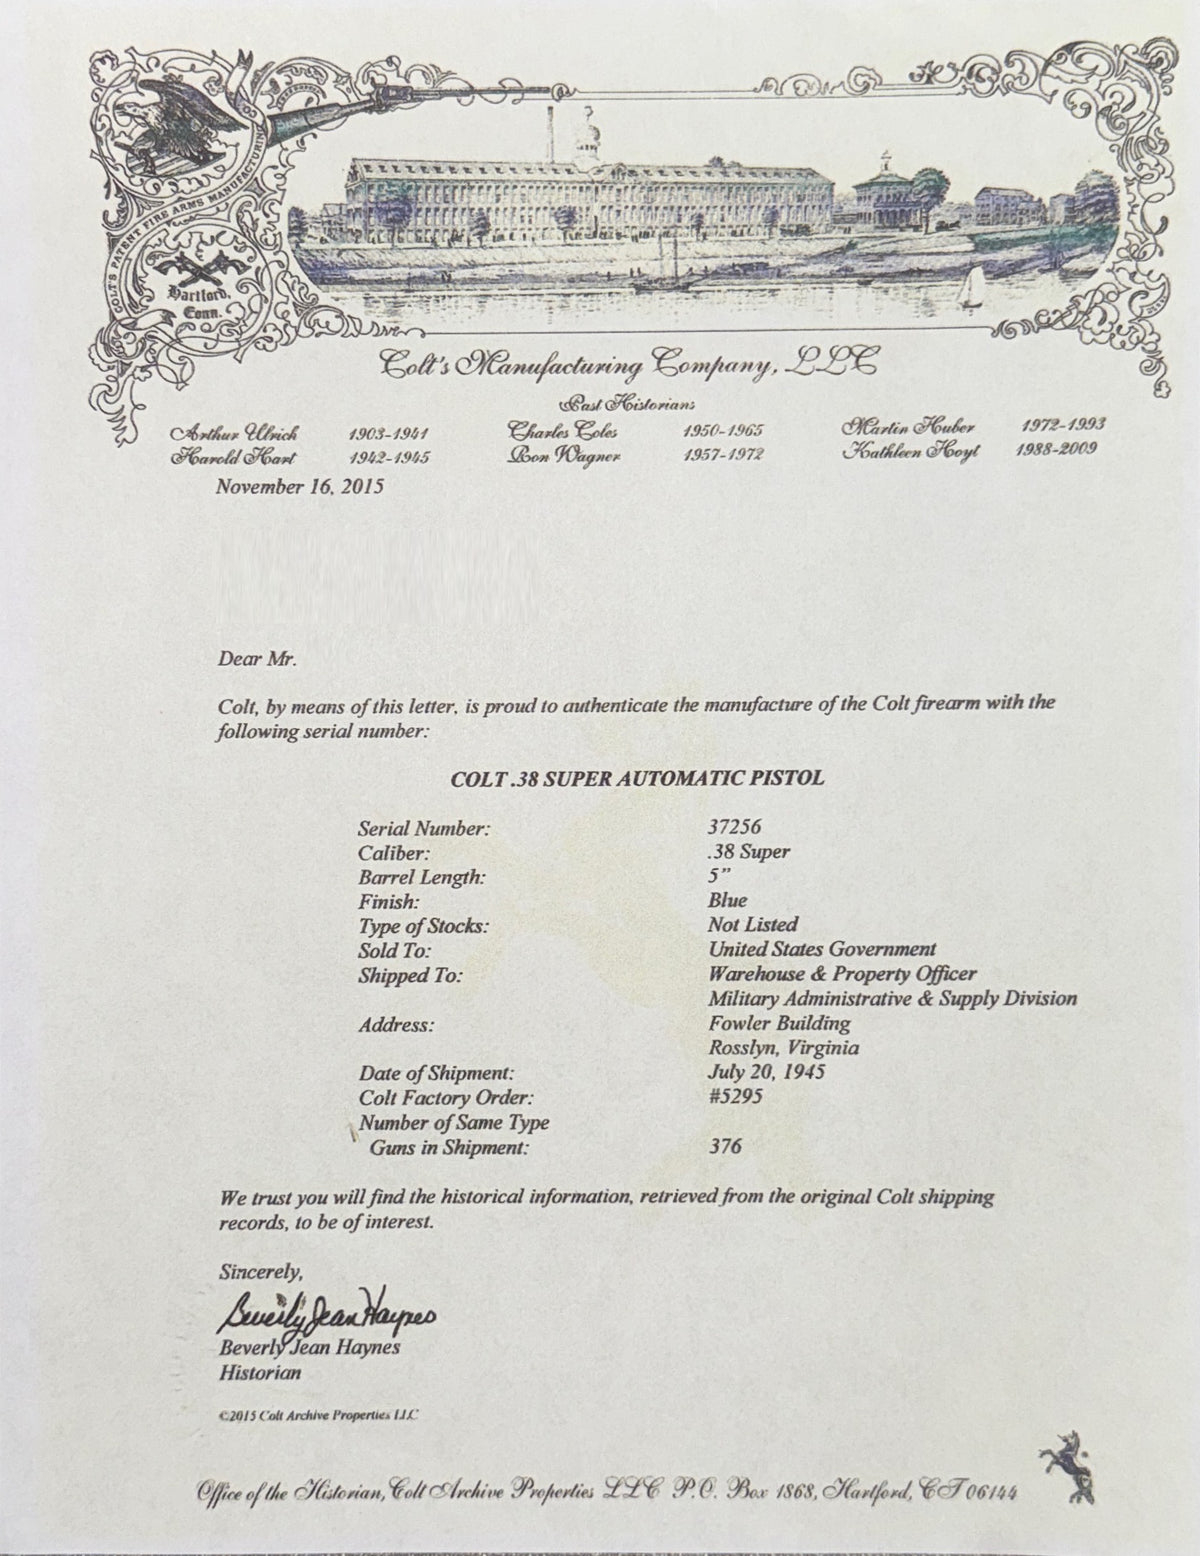 COLT'S PATENT FIRE ARMS MANUFACTURING CO
Hartford,
Conn.
Colt's Manufacturing Company, LLC
Past Historians
Arthur Ulrich 1903-1941 Charles Coles 1950-1965 Martin Huber 1972-1993
Harold Hart 1942-1945 Ron Wagner 1957-1972 Kathleen Hoyt 1988-2009
November 16, 2015
Dear Mr.
Colt, by means of this letter, is proud to authenticate the manufacture of the Colt firearm with the
following serial number:
COLT .38 SUPER AUTOMATIC PISTOL
Serial Number: 37256
Caliber: .38 Super
Barrel Length: 5”
Finish: Blue
Type of Stocks: Not Listed
Sold To: United States Government
Shipped To: Warehouse & Property Officer
Military Administrative & Supply Division
Address: Fowler Building
Rosslyn, Virginia
Date of Shipment: July 20, 1945
Colt Factory Order: #5295
Number of Same Type
Guns in Shipment: 376
We trust you will find the historical information, retrieved from the original Colt shipping
records, to be of interest.
Sincerely,
Beverly Jean Haynes
Beverly Jean Haynes
Historian
©2015 Colt Archive Properties LLC
Office of the Historian, Colt Archive Properties LLC P.O. Box 1868, Hartford, CT 06144